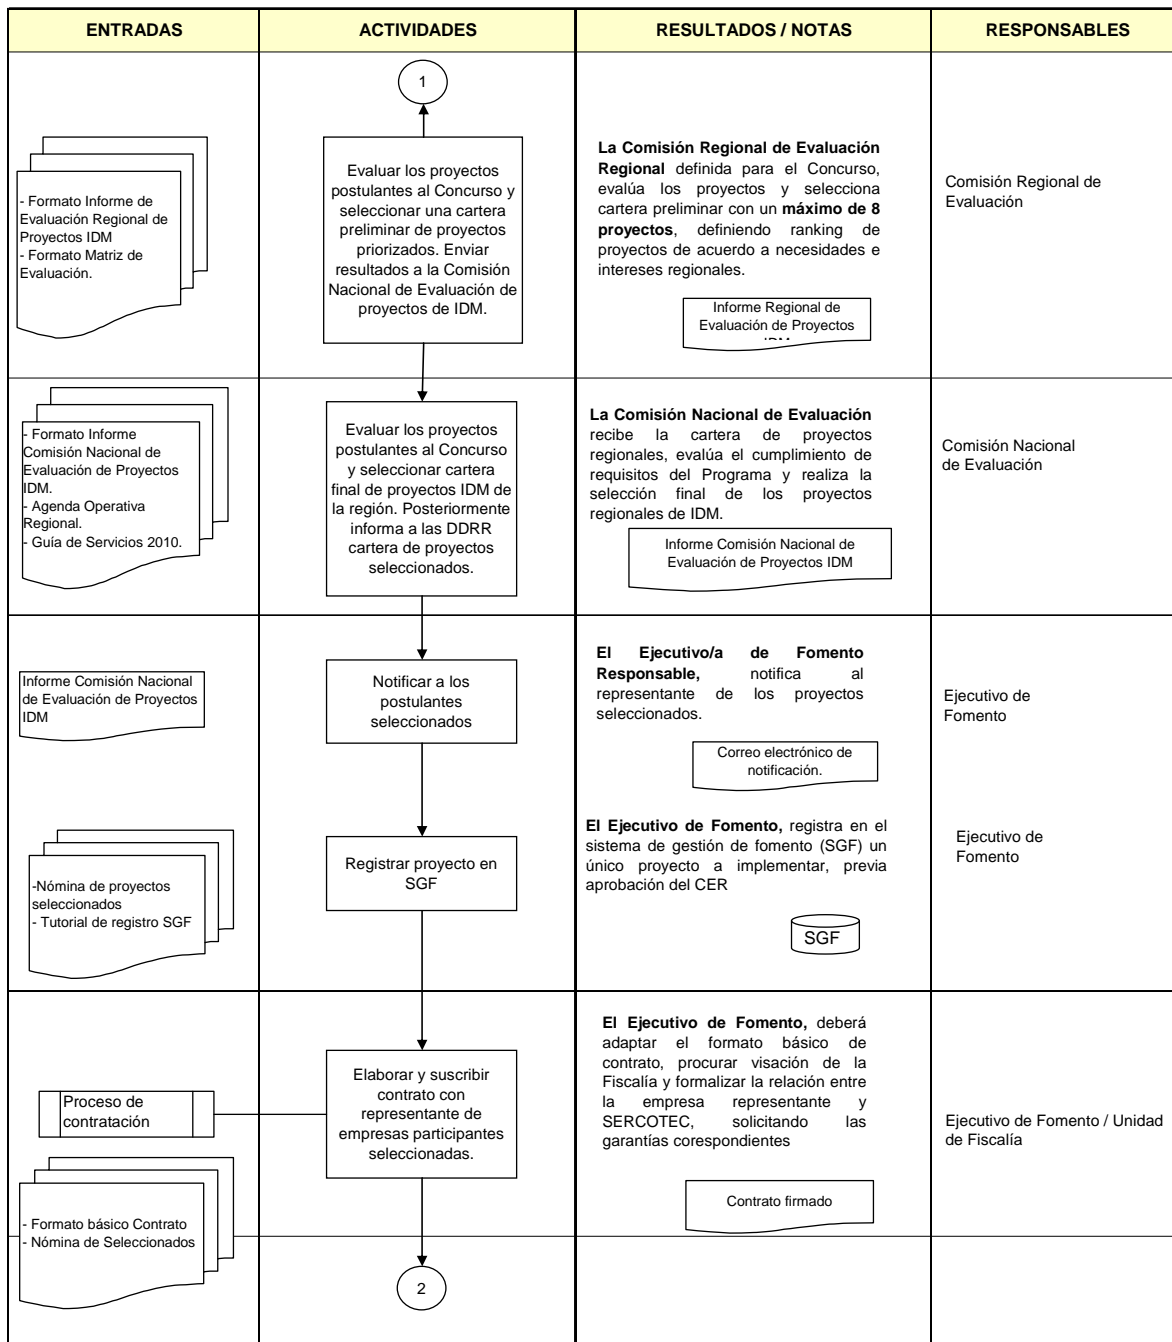 ENTRADAS
ACTIVIDADES
RESULTADOS / NOTAS
RESPONSABLES
1
- Formato Informe de
Evaluación Regional de
Proyectos IDM
- Formato Matriz de
Evaluación.
Evaluar los proyectos
postulantes al Concurso y
seleccionar una cartera
preliminar de proyectos
priorizados. Enviar
resultados a la Comisión
Nacional de Evaluación de
proyectos de IDM.
La Comisión Regional de Evaluación
Regional definida para el Concurso,
evalúa los proyectos y selecciona
cartera preliminar con un máximo de 8
proyectos, definiendo ranking de
proyectos de acuerdo a necesidades e
intereses regionales.
Informe Regional de
Evaluación de Proyectos
Comisión Regional de
Evaluación
- Formato Informe
Comisión Nacional de
Evaluación de Proyectos
IDM.
- Agenda Operativa
Regional.
- Guía de Servicios 2010.
Evaluar los proyectos
postulantes al Concurso
y seleccionar cartera
final de proyectos IDM de
la región. Posteriormente
informa a las DDRR
cartera de proyectos
seleccionados.
La Comisión Nacional de Evaluación
recibe la cartera de proyectos
regionales, evalúa el cumplimiento de
requisitos del Programa y realiza la
selección final de los proyectos
regionales de IDM.
Informe Comisión Nacional de
Evaluación de Proyectos IDM
Comisión Nacional
de Evaluación
Informe Comisión Nacional
de Evaluación de Proyectos
IDM
Notificar a los
postulantes
seleccionados
El Ejecutivo/a de Fomento
Responsable, notifica al
representante de los proyectos
seleccionados.
Correo electrónico de
notificación.
Ejecutivo de
Fomento
-Nómina de proyectos
seleccionados
- Tutorial de registro SGF
Registrar proyecto en
SGF
El Ejecutivo de Fomento, registra en el
sistema de gestión de fomento (SGF) un
único proyecto a implementar, previa
aprobación del CER
SGF
Ejecutivo de
Fomento
Proceso de
contratación
- Formato básico Contrato
- Nómina de Seleccionados
Elaborar y suscribir
contrato con
representante de
empresas participantes
seleccionadas.
El Ejecutivo de Fomento, deberá
adaptar el formato básico de
contrato, procurar visación de la
Fiscalía y formalizar la relación entre
la empresa representante y
SERCOTEC, solicitando las
garantías corespondientes
Contrato firmado
Ejecutivo de Fomento / Unidad
de Fiscalía
2